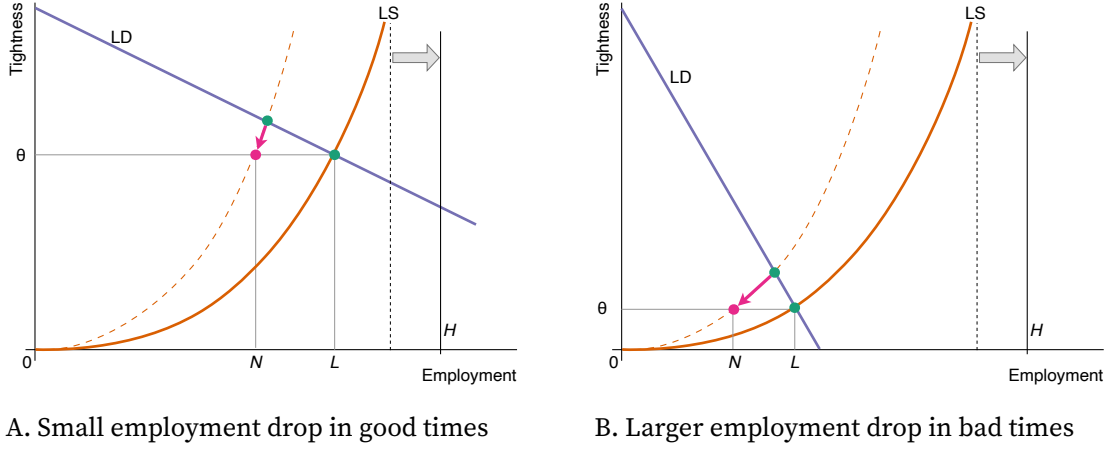 Tightness
LD
LS
θ
H
0
N
L
Employment
A. Small employment drop in good times
Tightness
LD
LS
θ
H
0
N
L
Employment
B. Larger employment drop in bad times